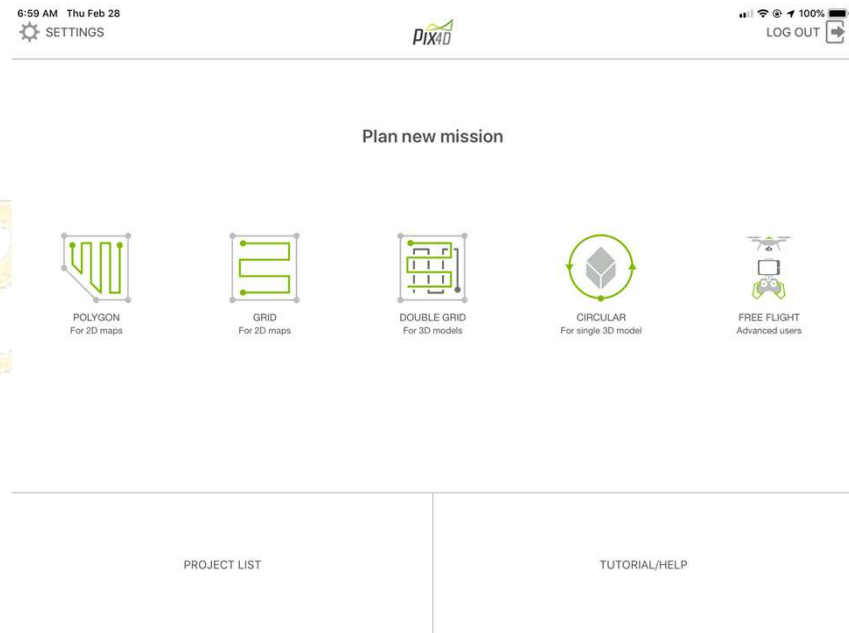 6:59 AM Thu Feb 28
100%
SETTINGS
PIX4D
LOG OUT
Plan new mission
POLYGON
For 2D maps
GRID
For 2D maps
DOUBLE GRID
For 3D models
CIRCULAR
For single 3D model
FREE FLIGHT
Advanced users
PROJECT LIST
TUTORIAL/HELP